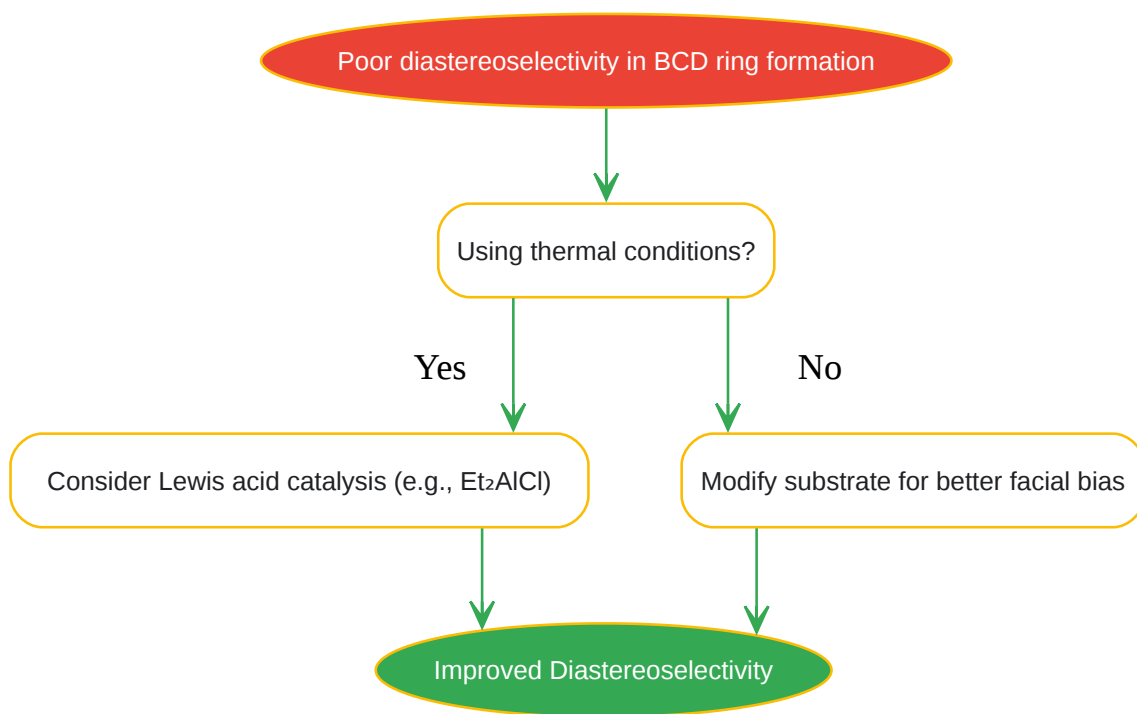 Poor diastereoselectivity in BCD ring formation
Using thermal conditions?
Yes
No
Consider Lewis acid catalysis (e.g., Et₂AlCl)
Modify substrate for better facial bias
Improved Diastereoselectivity